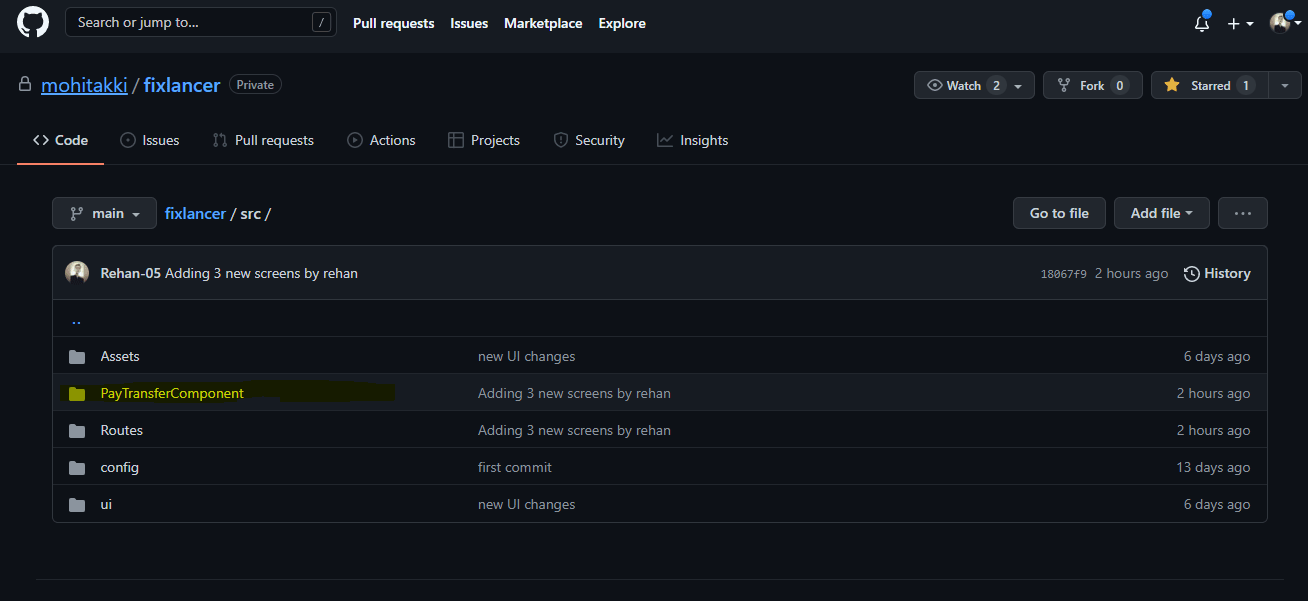 Search or jump to... /
Pull requests Issues Marketplace Explore
mohitakki / fixlancer Private
Watch 2 Fork 0 Starred 1
Code Issues Pull requests Actions Projects Security Insights
main fixlancer / src / Go to file Add file ...
Rehan-05 Adding 3 new screens by rehan 18067f9 2 hours ago History
..
Assets new UI changes 6 days ago
PayTransferComponent Adding 3 new screens by rehan 2 hours ago
Routes Adding 3 new screens by rehan 2 hours ago
config first commit 13 days ago
ui new UI changes 6 days ago